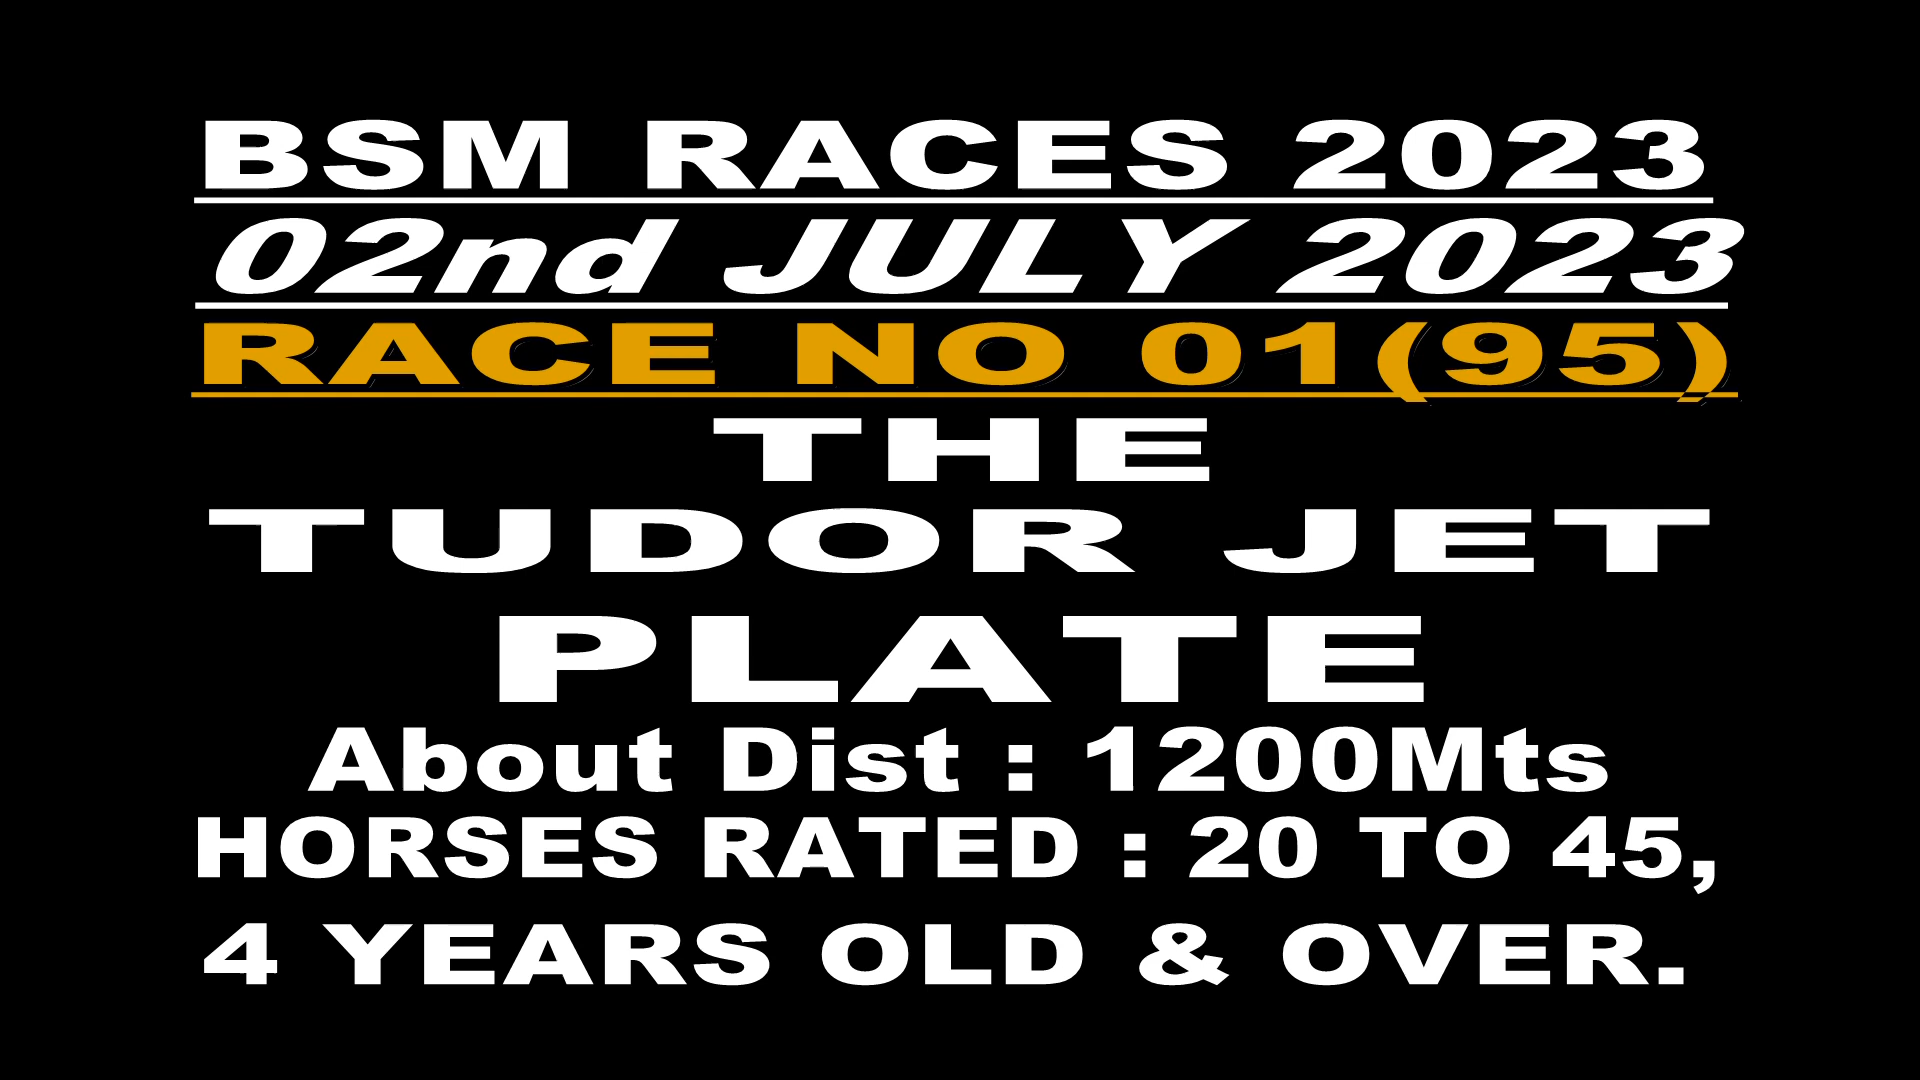 BSM RACES 2023
02nd JULY 2023
RACE NO 01(95)
THE
TUDOR JET
PLATE
About Dist : 1200Mts
HORSES RATED : 20 TO 45,
4 YEARS OLD & OVER.